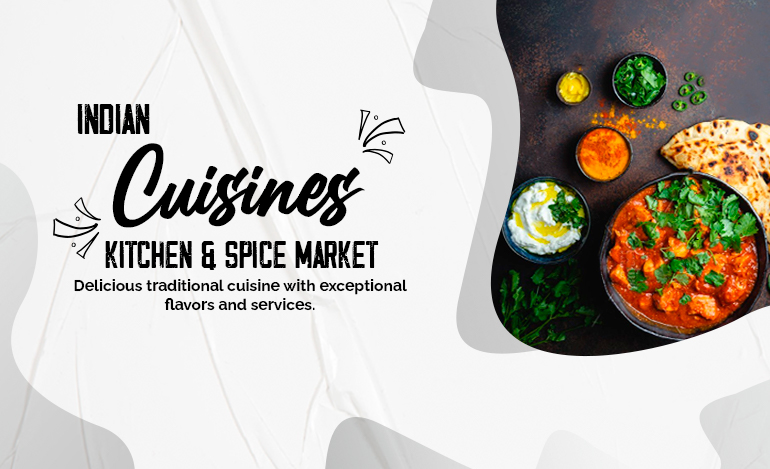 INDIAN
Cuisines
KITCHEN & SPICE MARKET
Delicious traditional cuisine with exceptional
flavors and services.